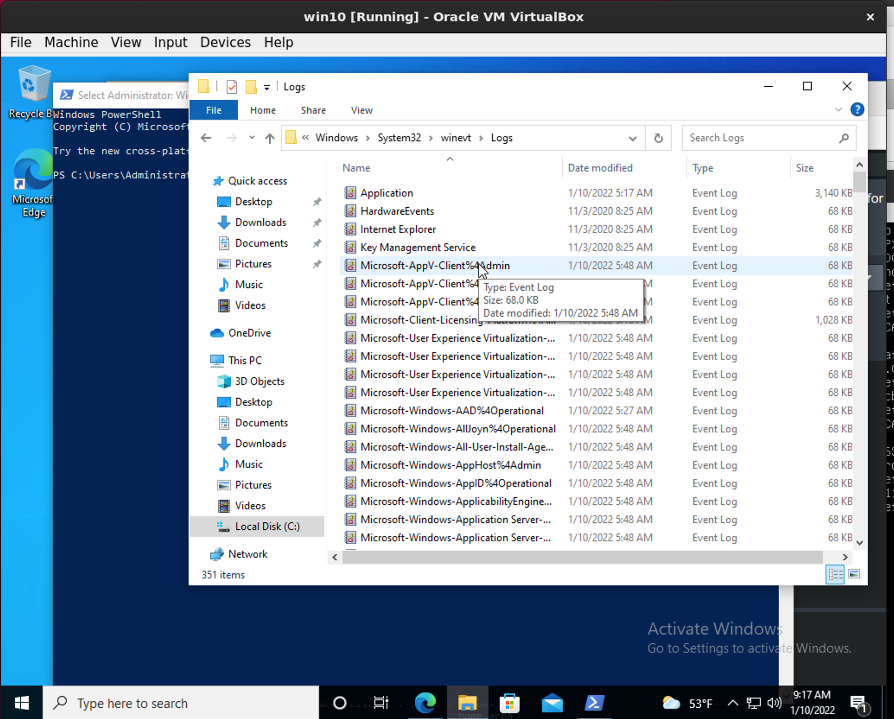 win10 [Running] - Oracle VM VirtualBox
File Machine View Input Devices Help
Recycle B
Microsoft
Edge
Select Administrator: Wi
Windows PowerShell
Copyright (C) Microsoft
Try the new cross-plat
PS C:\Users\Administrat
Logs
File Home Share View
« Windows > System32 > winevt > Logs
Search Logs
Quick access
Desktop
Downloads
Documents
Pictures
Music
Videos
OneDrive
This PC
3D Objects
Desktop
Documents
Downloads
Music
Pictures
Videos
Local Disk (C:)
Network
Name Date modified Type Size
Application 1/10/2022 5:17 AM Event Log 3,140 KB
HardwareEvents 11/3/2020 8:25 AM Event Log 68 KB
Internet Explorer 11/3/2020 8:25 AM Event Log 68 KB
Key Management Service 11/3/2020 8:25 AM Event Log 68 KB
Microsoft-AppV-Client%4Admin 1/10/2022 5:48 AM Event Log 68 KB
Microsoft-AppV-Client%4 Event Log 68 KB
Microsoft-AppV-Client%4 Event Log 68 KB
Type: Event Log
Size: 68.0 KB
Date modified: 1/10/2022 5:48 AM
Microsoft-Client-Licensing Event Log 1,028 KB
Microsoft-User Experience Virtualization-... 1/10/2022 5:48 AM Event Log 68 KB
Microsoft-User Experience Virtualization-... 1/10/2022 5:48 AM Event Log 68 KB
Microsoft-User Experience Virtualization-... 1/10/2022 5:48 AM Event Log 68 KB
Microsoft-User Experience Virtualization-... 1/10/2022 5:48 AM Event Log 68 KB
Microsoft-Windows-AAD%4Operational 1/10/2022 5:27 AM Event Log 68 KB
Microsoft-Windows-AllJoyn%4Operational 1/10/2022 5:48 AM Event Log 68 KB
Microsoft-Windows-All-User-Install-Age... 1/10/2022 5:48 AM Event Log 68 KB
Microsoft-Windows-AppHost%4Admin 1/10/2022 5:48 AM Event Log 68 KB
Microsoft-Windows-AppID%4Operational 1/10/2022 5:48 AM Event Log 68 KB
Microsoft-Windows-ApplicabilityEngine... 1/10/2022 5:48 AM Event Log 68 KB
Microsoft-Windows-Application Server-... 1/10/2022 5:48 AM Event Log 68 KB
Microsoft-Windows-Application Server-... 1/10/2022 5:48 AM Event Log 68 KB
351 items
for
Activate Windows
Go to Settings to activate Windows.
Type here to search
53°F
9:17 AM
1/10/2022
1